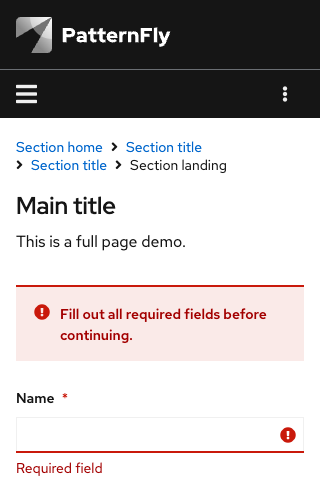 PatternFly
Section home > Section title
> Section title > Section landing
Main title
This is a full page demo.
Fill out all required fields before
continuing.
Name *
Required field